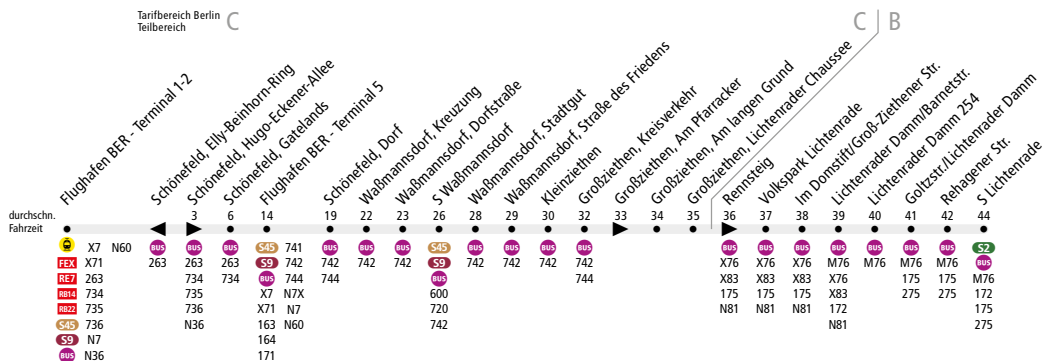 Tarifbereich Berlin
Teilbereich
C
C
B
Flughafen BER - Terminal 1-2
Schönefeld, Elly-Beinhorn-Ring
Schönefeld, Hugo-Eckener-Allee
Schönefeld, Gatelands
Flughafen BER - Terminal 5
Schönefeld, Dorf
Waßmannsdorf, Kreuzung
Waßmannsdorf, Dorfstraße
S Waßmannsdorf
Waßmannsdorf, Stadtgut
Waßmannsdorf, Straße des Friedens
Kleinziethen
Großziethen, Kreisverkehr
Großziethen, Am Pfarracker
Großziethen, Am langen Grund
Großziethen, Lichtenrader Chaussee
Rennsteig
Volkspark Lichtenrade
Im Domstift/Groß-Ziethener Str.
Lichtenrader Damm/Barnetstr.
Lichtenrader Damm 254
Goltzstr./Lichtenrader Damm
Rehagener Str.
S Lichtenrade
durchschn. 3 6 14 19 22 23 26 28 29 30 32 33 34 35 36 37 38 39 40 41 42 44
Fahrzeit
X7 N60 BUS BUS BUS BUS S45 741 BUS BUS BUS S45 BUS BUS BUS BUS BUS BUS BUS BUS BUS BUS BUS S2
FEX X71 263 263 263 S9 742 742 742 742 S9 742 742 742 742 X76 X76 X76 M76 M76 M76 M76 BUS
RE7 263 734 734 BUS 744 744 BUS 744 X83 X83 X83 X76 175 175 M76
RB14 734 735 X7 N7X 600 175 175 175 X83 275 275 172
RB22 735 736 X71 N7 720 N81 N81 N81 172 175
S45 736 N36 163 N60 742 N81 275
S9 N7 164
BUS N36 171